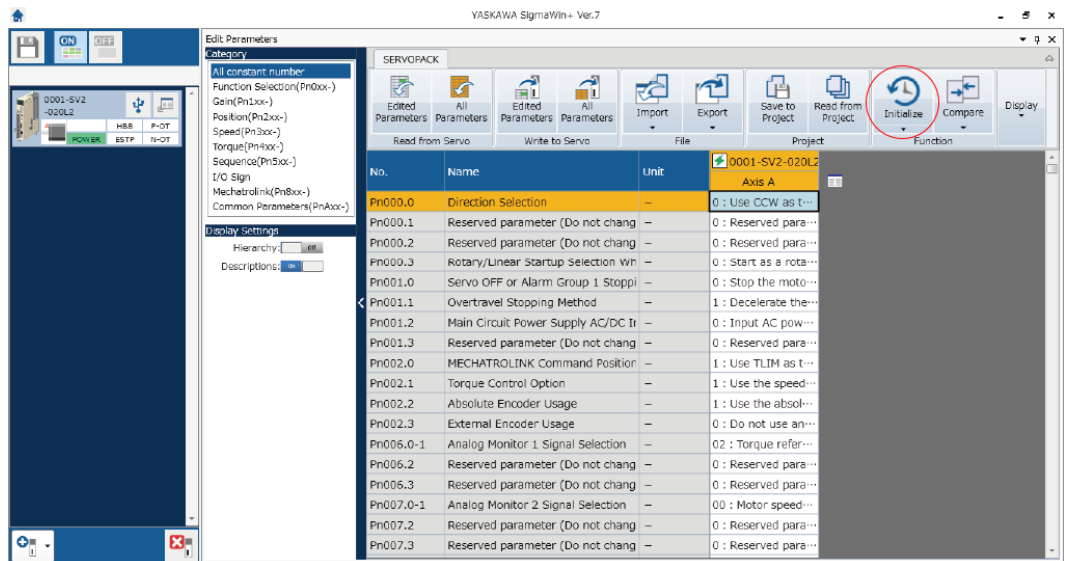 YASKAWA SigmaWin+ Ver.7
ON
OFF
0001-SV2
-020L2
HBB P-OT
POWER ESTP N-OT
Edit Parameters
Category
All constant number
Function Selection(Pn0xx-)
Gain(Pn1xx-)
Position(Pn2xx-)
Speed(Pn3xx-)
Torque(Pn4xx-)
Sequence(Pn5xx-)
I/O Sign
Mechatrolink(Pn8xx-)
Common Parameters(PnAxx-)
Display Settings
Hierarchy: Off
Descriptions: ON
SERVOPACK
Edited Parameters
All Parameters
Read from Servo
Edited Parameters
All Parameters
Write to Servo
Import
Export
File
Save to Project
Read from Project
Project
Initialize
Compare
Function
Display
No. Name Unit 0001-SV2-020L2
Axis A
Pn000.0 Direction Selection – 0 : Use CCW as t···
Pn000.1 Reserved parameter (Do not chang – 0 : Reserved para···
Pn000.2 Reserved parameter (Do not chang – 0 : Reserved para···
Pn000.3 Rotary/Linear Startup Selection Wh – 0 : Start as a rota···
Pn001.0 Servo OFF or Alarm Group 1 Stoppi – 0 : Stop the moto···
Pn001.1 Overtravel Stopping Method – 1 : Decelerate the···
Pn001.2 Main Circuit Power Supply AC/DC Ir – 0 : Input AC pow···
Pn001.3 Reserved parameter (Do not chang – 0 : Reserved para···
Pn002.0 MECHATROLINK Command Position – 1 : Use TLIM as t···
Pn002.1 Torque Control Option – 1 : Use the speed···
Pn002.2 Absolute Encoder Usage – 1 : Use the absol···
Pn002.3 External Encoder Usage – 0 : Do not use an···
Pn006.0-1 Analog Monitor 1 Signal Selection – 02 : Torque refer···
Pn006.2 Reserved parameter (Do not chang – 0 : Reserved para···
Pn006.3 Reserved parameter (Do not chang – 0 : Reserved para···
Pn007.0-1 Analog Monitor 2 Signal Selection – 00 : Motor speed···
Pn007.2 Reserved parameter (Do not chang – 0 : Reserved para···
Pn007.3 Reserved parameter (Do not chang – 0 : Reserved para···